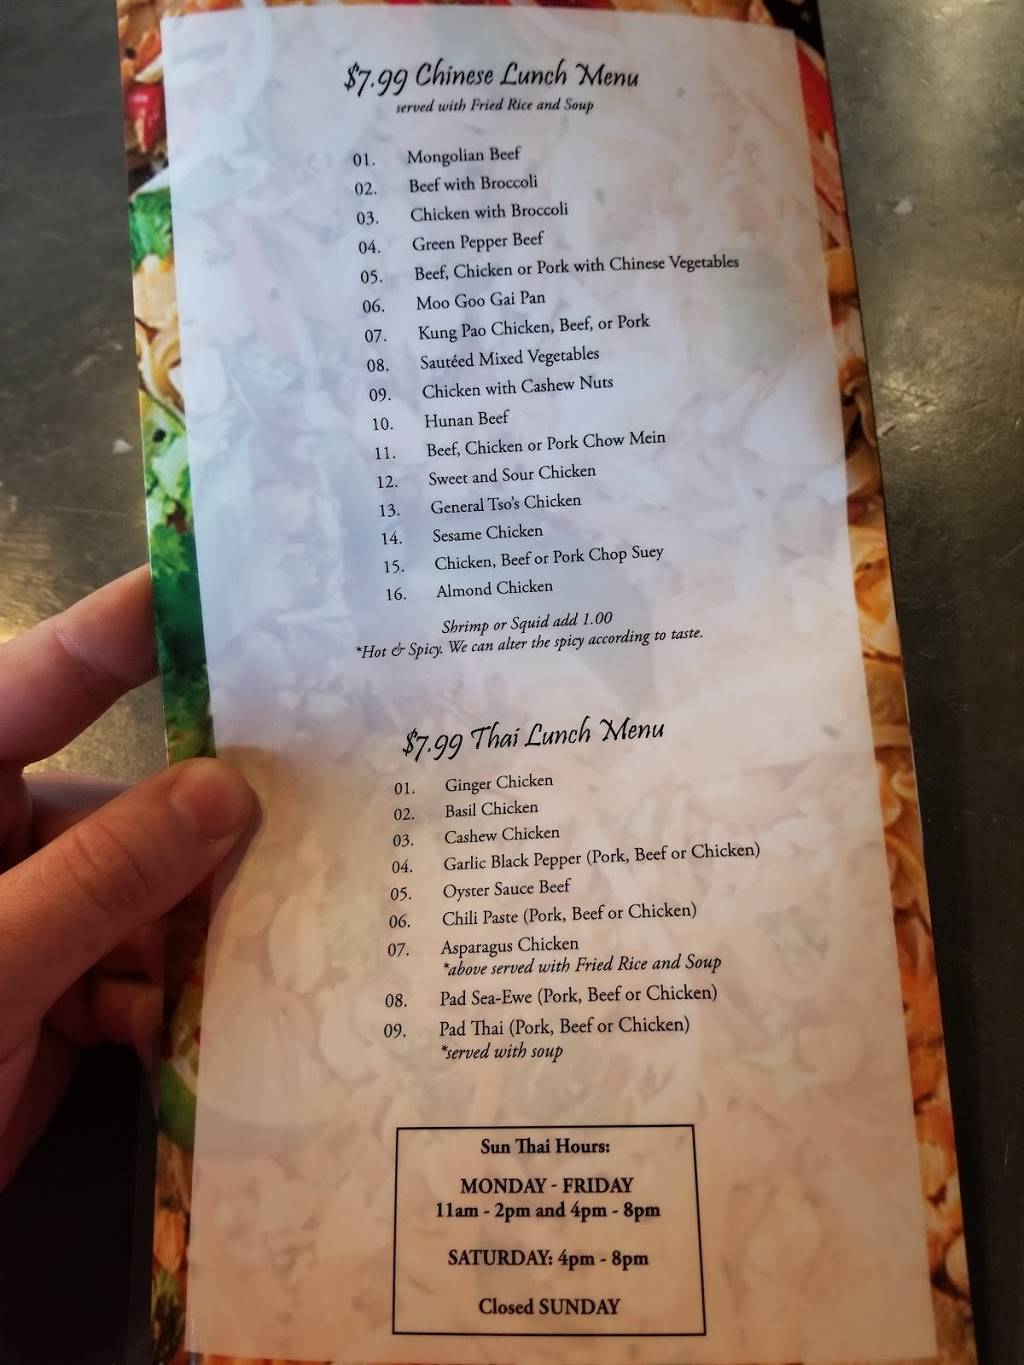 $7.99 Chinese Lunch Menu
served with Fried Rice and Soup
01. Mongolian Beef
02. Beef with Broccoli
03. Chicken with Broccoli
04. Green Pepper Beef
05. Beef, Chicken or Pork with Chinese Vegetables
06. Moo Goo Gai Pan
07. Kung Pao Chicken, Beef, or Pork
08. Sautéed Mixed Vegetables
09. Chicken with Cashew Nuts
10. Hunan Beef
11. Beef, Chicken or Pork Chow Mein
12. Sweet and Sour Chicken
13. General Tso's Chicken
14. Sesame Chicken
15. Chicken, Beef or Pork Chop Suey
16. Almond Chicken
Shrimp or Squid add 1.00
*Hot & Spicy. We can alter the spicy according to taste.
$7.99 Thai Lunch Menu
01. Ginger Chicken
02. Basil Chicken
03. Cashew Chicken
04. Garlic Black Pepper (Pork, Beef or Chicken)
05. Oyster Sauce Beef
06. Chili Paste (Pork, Beef or Chicken)
07. Asparagus Chicken
*above served with Fried Rice and Soup
08. Pad Sea-Ewe (Pork, Beef or Chicken)
09. Pad Thai (Pork, Beef or Chicken)
*served with soup
Sun Thai Hours:
MONDAY - FRIDAY
11am - 2pm and 4pm - 8pm
SATURDAY: 4pm - 8pm
Closed SUNDAY